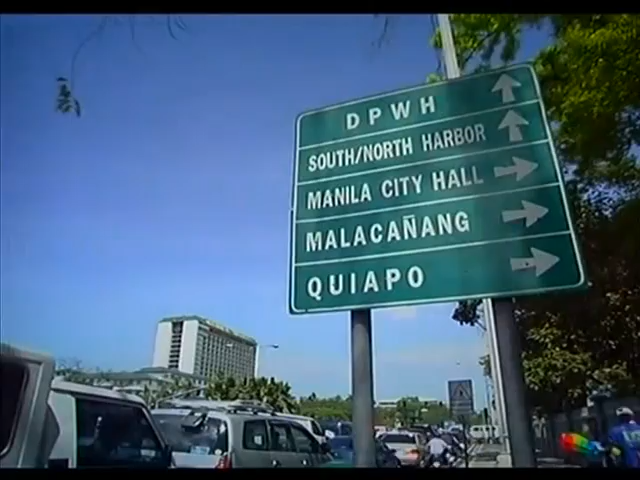 DPWH
SOUTH/NORTH HARBOR
MANILA CITY HALL
MALACAÑANG
QUIAPO